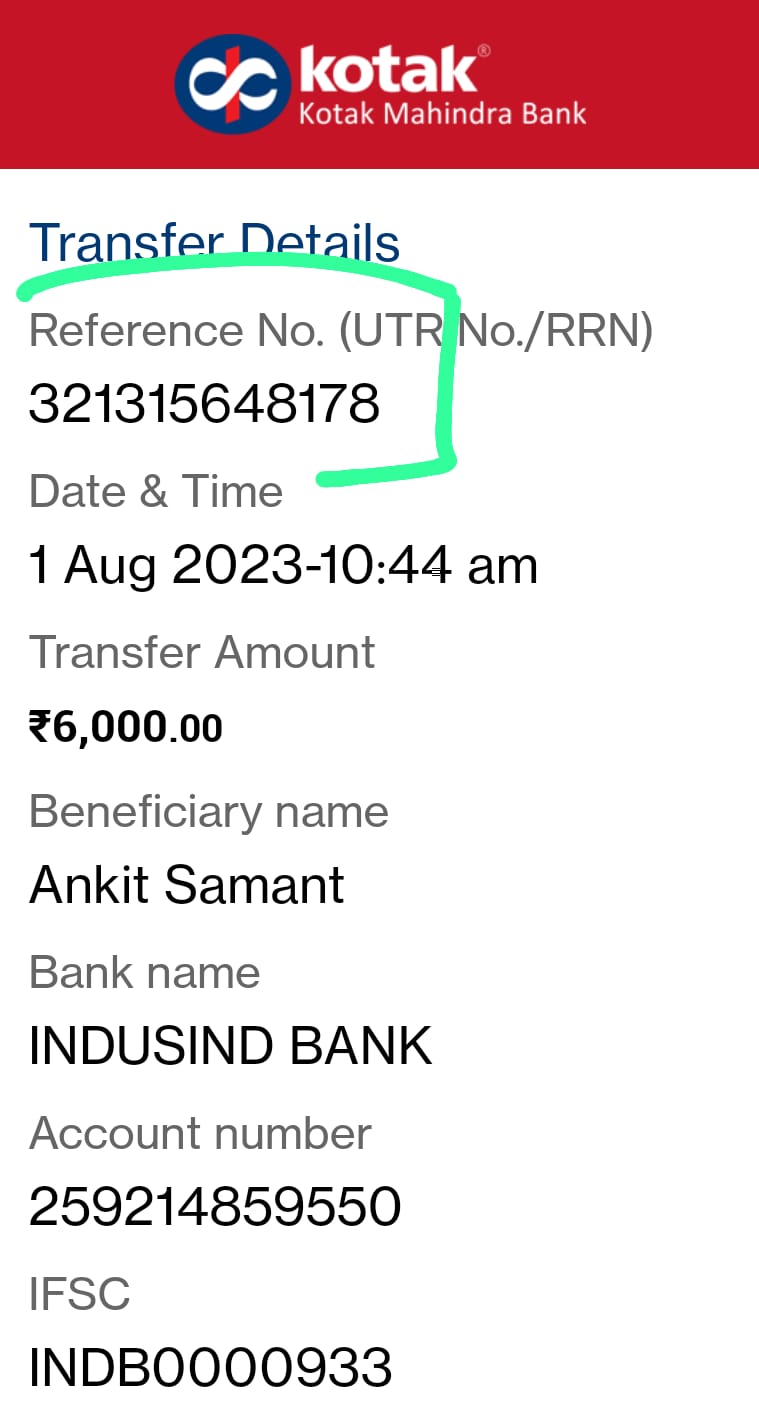 kotak®
Kotak Mahindra Bank
Transfer Details
Reference No. (UTR No./RRN)
321315648178
Date & Time
1 Aug 2023-10:44 am
Transfer Amount
₹6,000.00
Beneficiary name
Ankit Samant
Bank name
INDUSIND BANK
Account number
259214859550
IFSC
INDB0000933